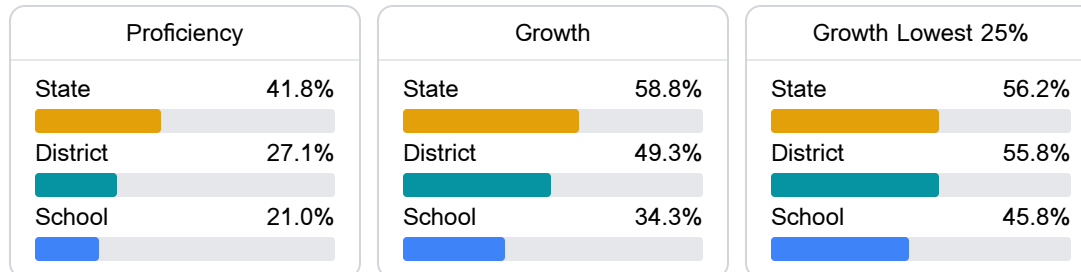 Proficiency
State 41.8%
District 27.1%
School 21.0%
Growth
State 58.8%
District 49.3%
School 34.3%
Growth Lowest 25%
State 56.2%
District 55.8%
School 45.8%